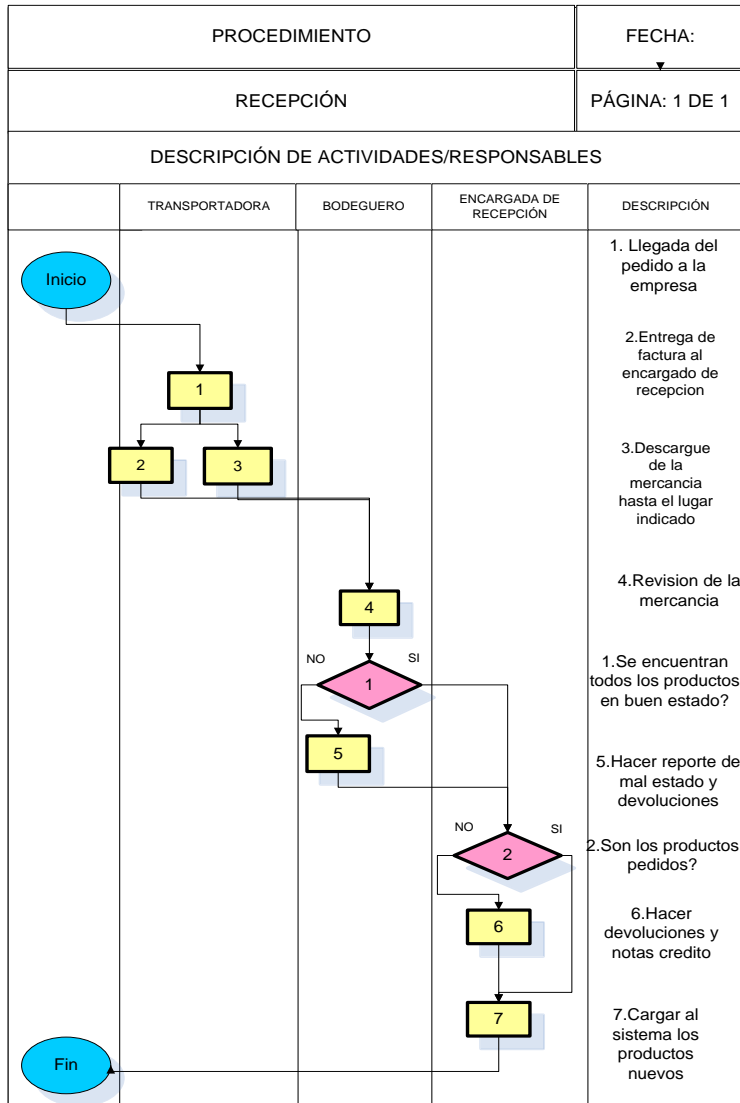 PROCEDIMIENTO
FECHA:
RECEPCIÓN
PÁGINA: 1 DE 1
DESCRIPCIÓN DE ACTIVIDADES/RESPONSABLES
TRANSPORTADORA
BODEGUERO
ENCARGADA DE
RECEPCIÓN
DESCRIPCIÓN
Inicio
1. Llegada del
pedido a la
empresa
1
2.Entrega de
factura al
encargado de
recepcion
2
3
3.Descargue
de la
mercancia
hasta el lugar
indicado
4
4.Revision de la
mercancia
NO
SI
1
1.Se encuentran
todos los productos
en buen estado?
5
5.Hacer reporte de
mal estado y
devoluciones
NO
SI
2
2.Son los productos
pedidos?
6
6.Hacer
devoluciones y
notas credito
7
7.Cargar al
sistema los
productos
nuevos
Fin